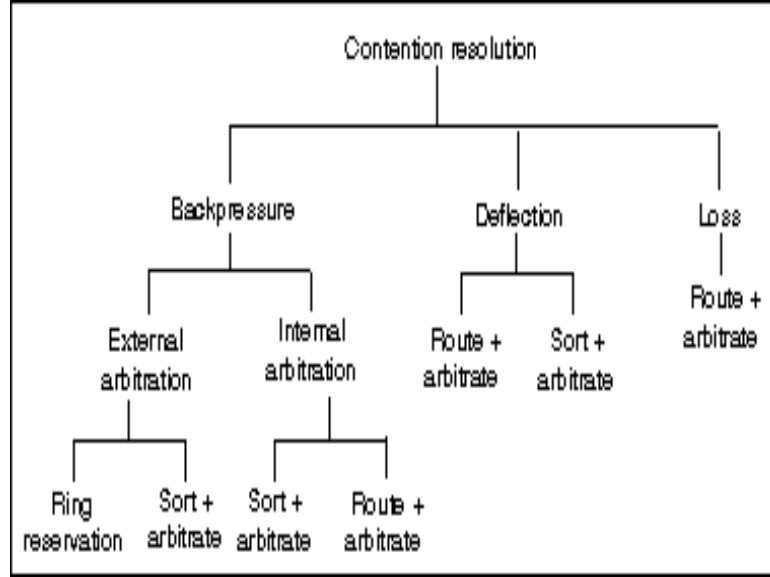 Contention resolution
Backpressure
Deflection
Loss
External
arbitration
Internal
arbitration
Route +
arbitrate
Sort +
arbitrate
Route +
arbitrate
Ring
reservation
Sort +
arbitrate
Sort +
arbitrate
Route +
arbitrate